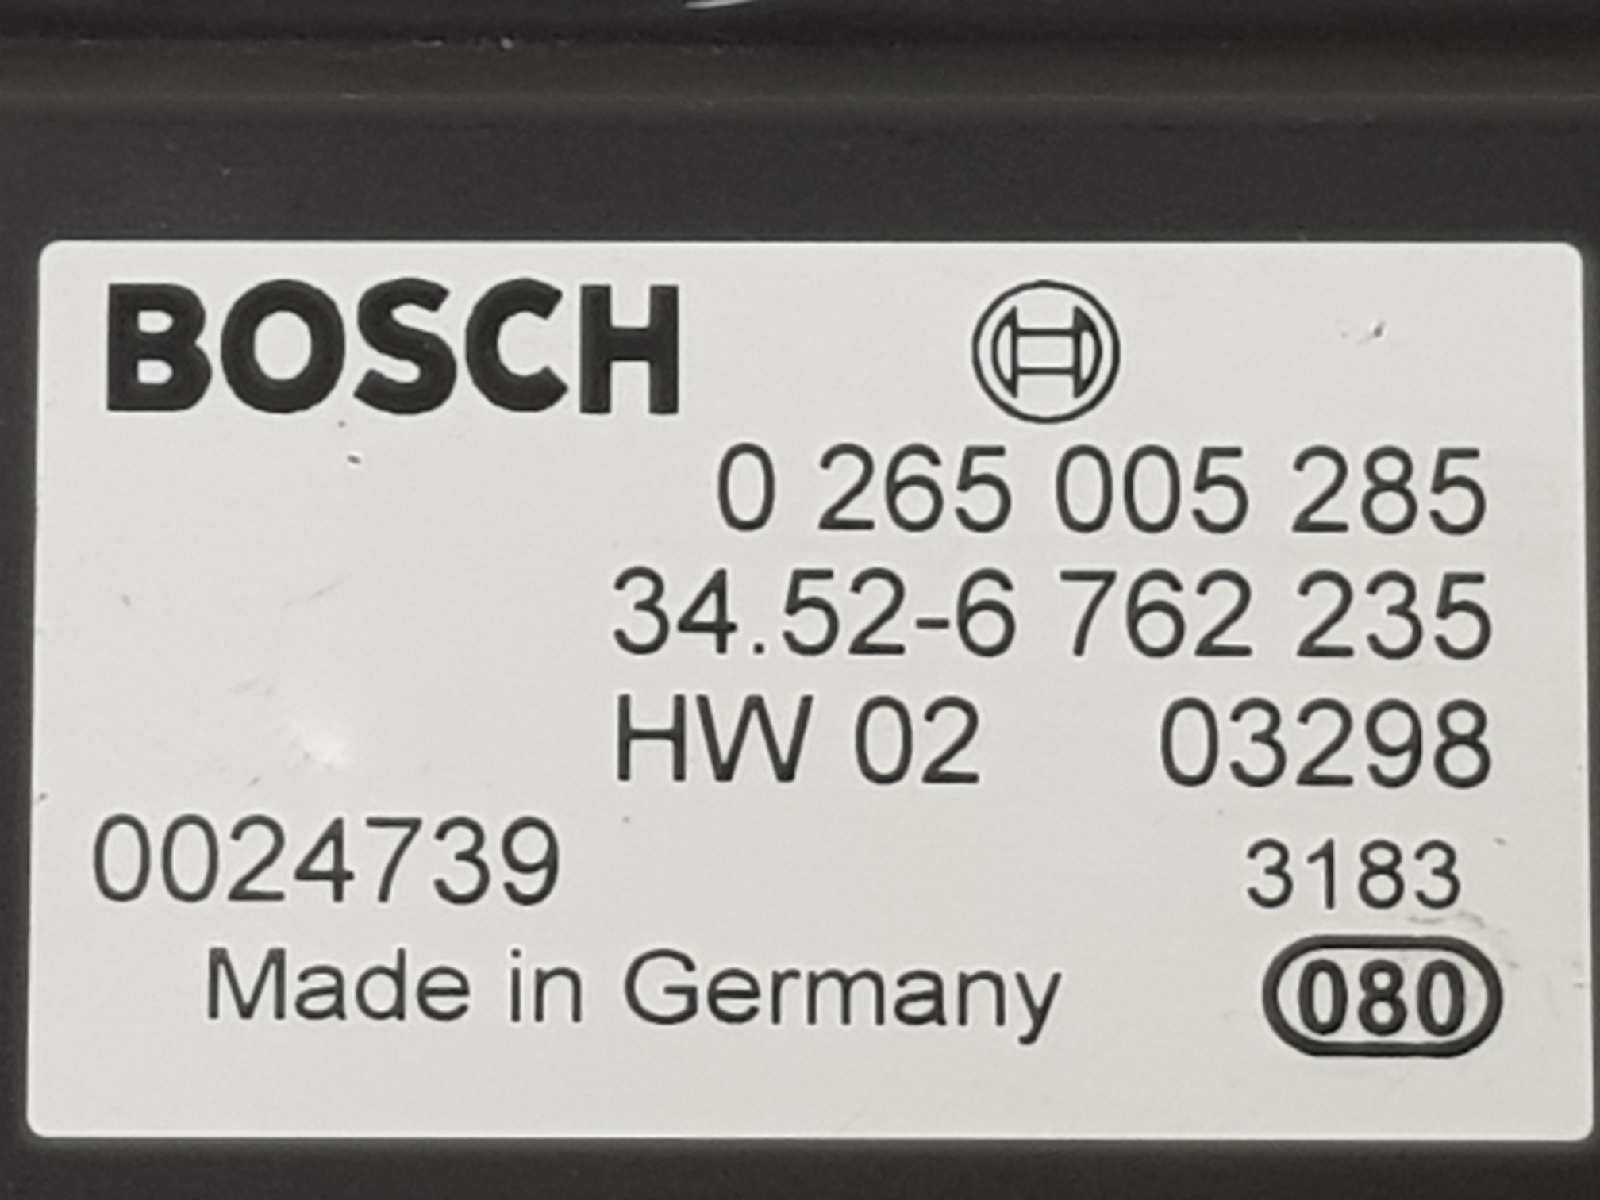 BOSCH
0 265 005 285
34.52-6 762 235
HW 02 03298
0024739 3183
Made in Germany 080